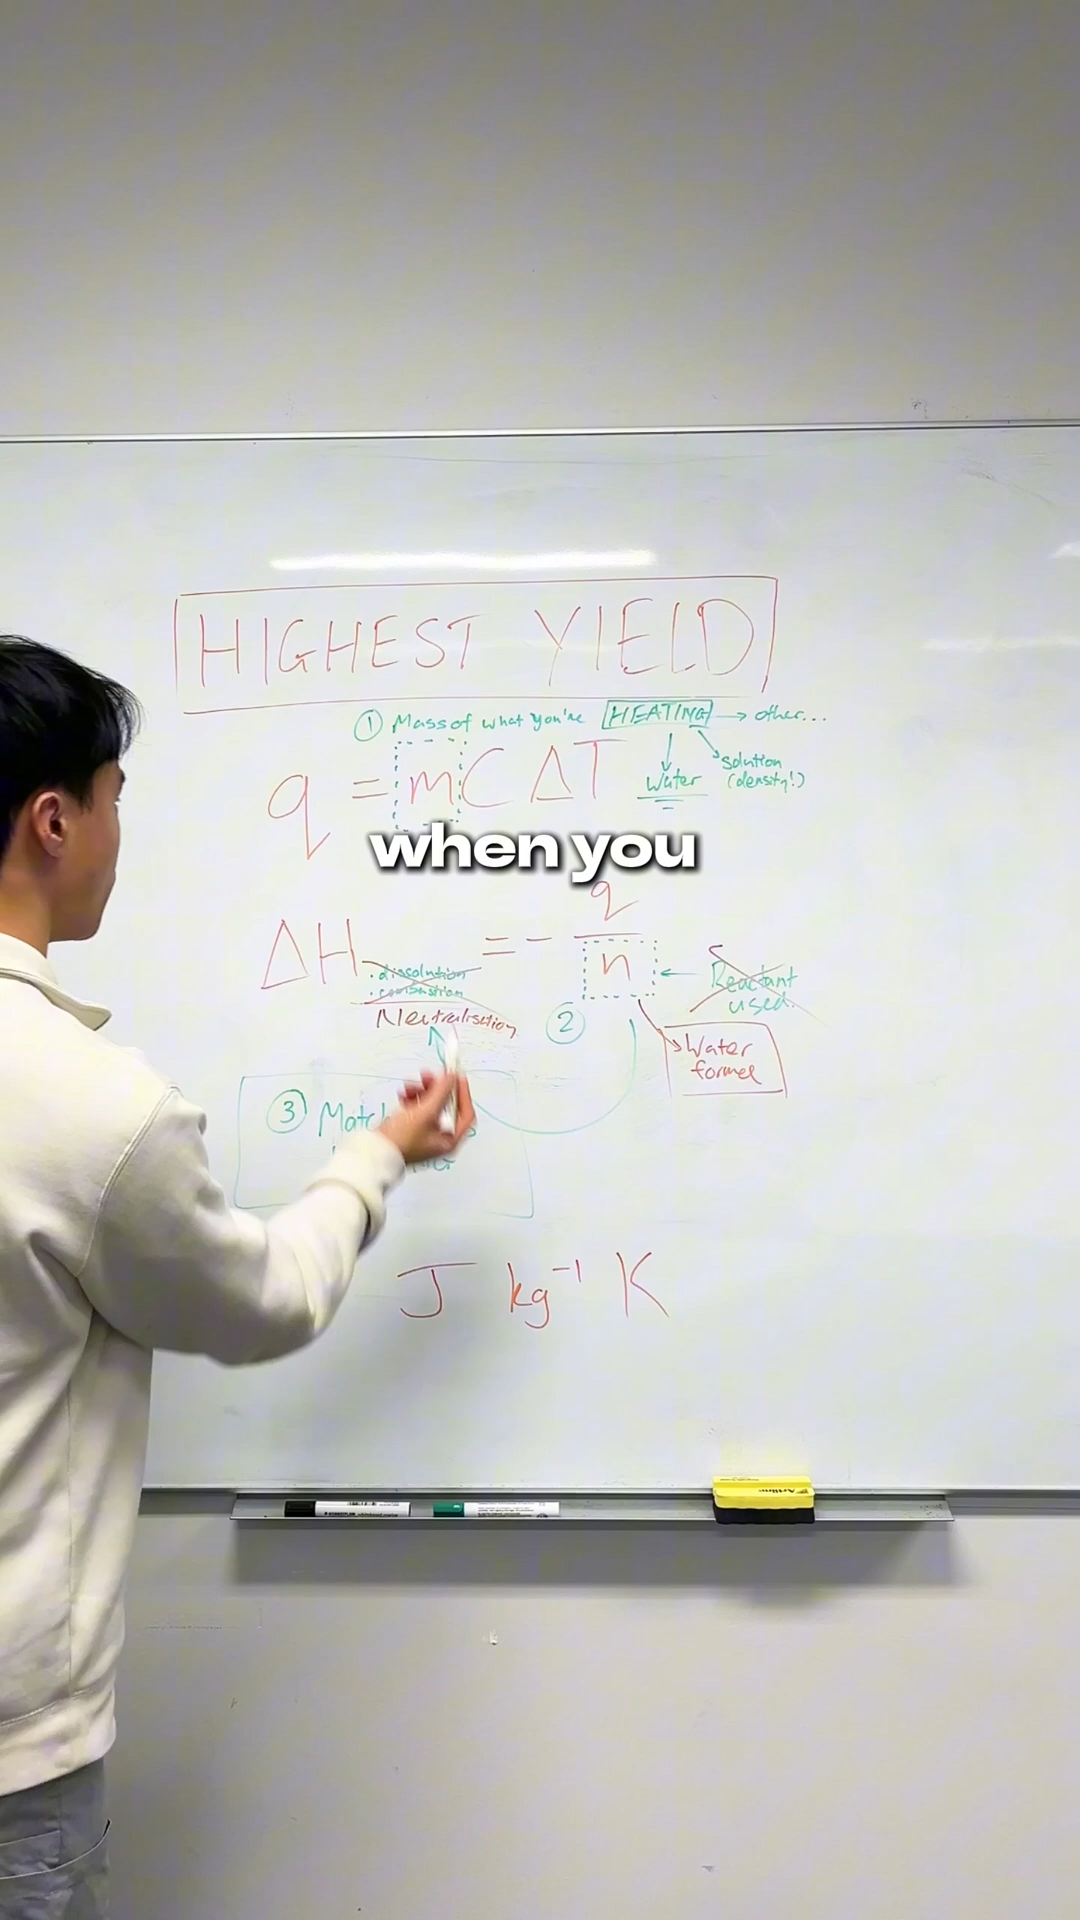 HIGHEST YIELD
① Mass of what you're HEATING → other...
water
solution
(density!)
q = mCΔT
when you
ΔH = - q
n
• dissolution
• combustion
Neutralisation
②
Reactant
used
Water
formed
③ Match
J kg⁻¹ K
Artline